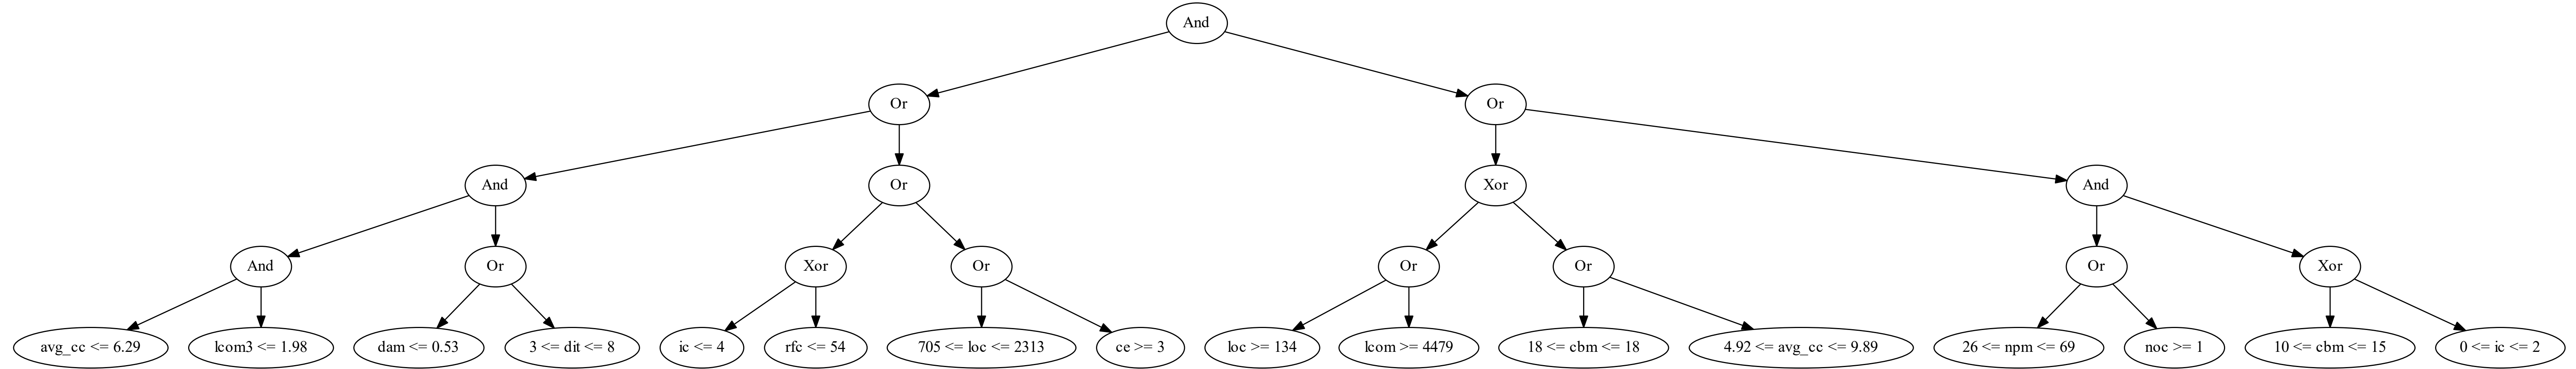 And
Or Or
And Or Xor And
And Or Xor Or Or Or Or Xor
avg_cc <= 6.29 lcom3 <= 1.98 dam <= 0.53 3 <= dit <= 8 ic <= 4 rfc <= 54 705 <= loc <= 2313 ce >= 3 loc >= 134 lcom >= 4479 18 <= cbm <= 18 4.92 <= avg_cc <= 9.89 26 <= npm <= 69 noc >= 1 10 <= cbm <= 15 0 <= ic <= 2